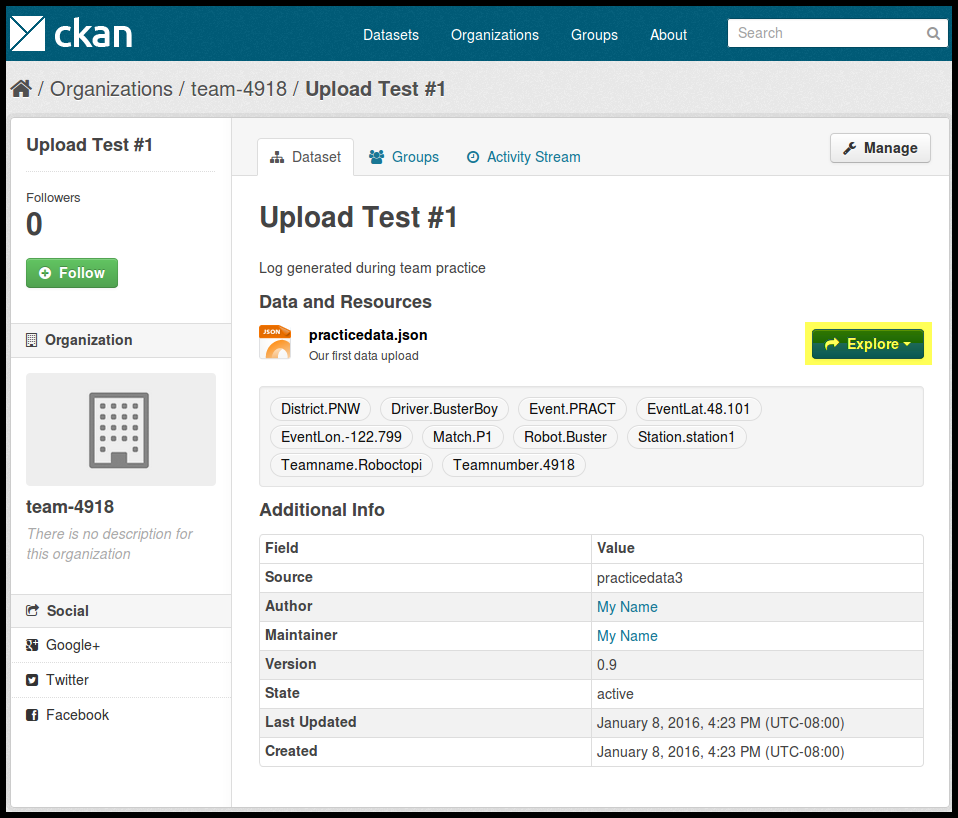 ckan
Datasets Organizations Groups About Search
/ Organizations / team-4918 / Upload Test #1
Upload Test #1
Followers
0
Follow
Organization
team-4918
There is no description for
this organization
Social
Google+
Twitter
Facebook
Dataset Groups Activity Stream Manage
Upload Test #1
Log generated during team practice
Data and Resources
JSON
practicedata.json
Our first data upload
Explore
District.PNW Driver.BusterBoy Event.PRACT EventLat.48.101
EventLon.-122.799 Match.P1 Robot.Buster Station.station1
Teamname.Roboctopi Teamnumber.4918
Additional Info
Field Value
Source practicedata3
Author My Name
Maintainer My Name
Version 0.9
State active
Last Updated January 8, 2016, 4:23 PM (UTC-08:00)
Created January 8, 2016, 4:23 PM (UTC-08:00)